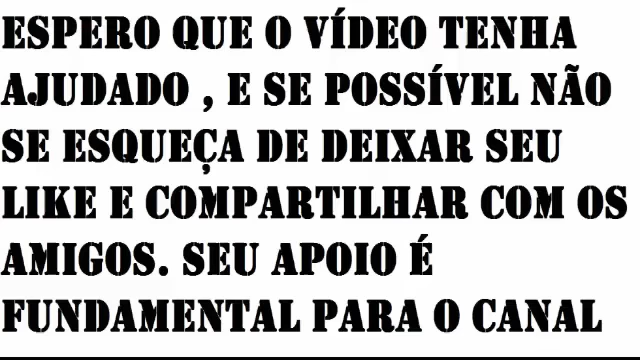 ESPERO QUE O VÍDEO TENHA
AJUDADO , E SE POSSÍVEL NÃO
SE ESQUEÇA DE DEIXAR SEU
LIKE E COMPARTILHAR COM OS
AMIGOS. SEU APOIO É
FUNDAMENTAL PARA O CANAL